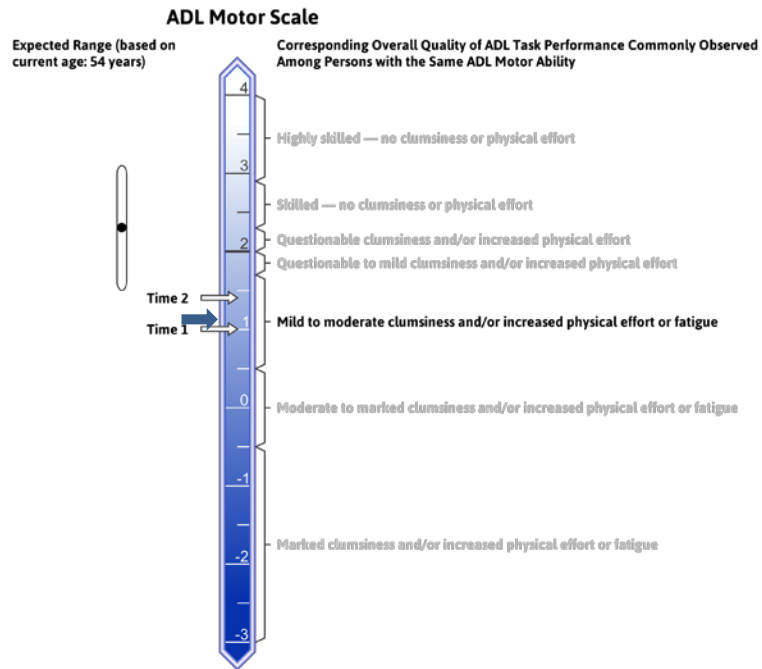 ADL Motor Scale
Expected Range (based on
current age: 54 years)
Corresponding Overall Quality of ADL Task Performance Commonly Observed
Among Persons with the Same ADL Motor Ability
4
Highly skilled — no clumsiness or physical effort
3
Skilled — no clumsiness or physical effort
Questionable clumsiness and/or increased physical effort
2
Questionable to mild clumsiness and/or increased physical effort
Time 2
1
Mild to moderate clumsiness and/or increased physical effort or fatigue
Time 1
0
Moderate to marked clumsiness and/or increased physical effort or fatigue
-1
Marked clumsiness and/or increased physical effort or fatigue
-2
-3